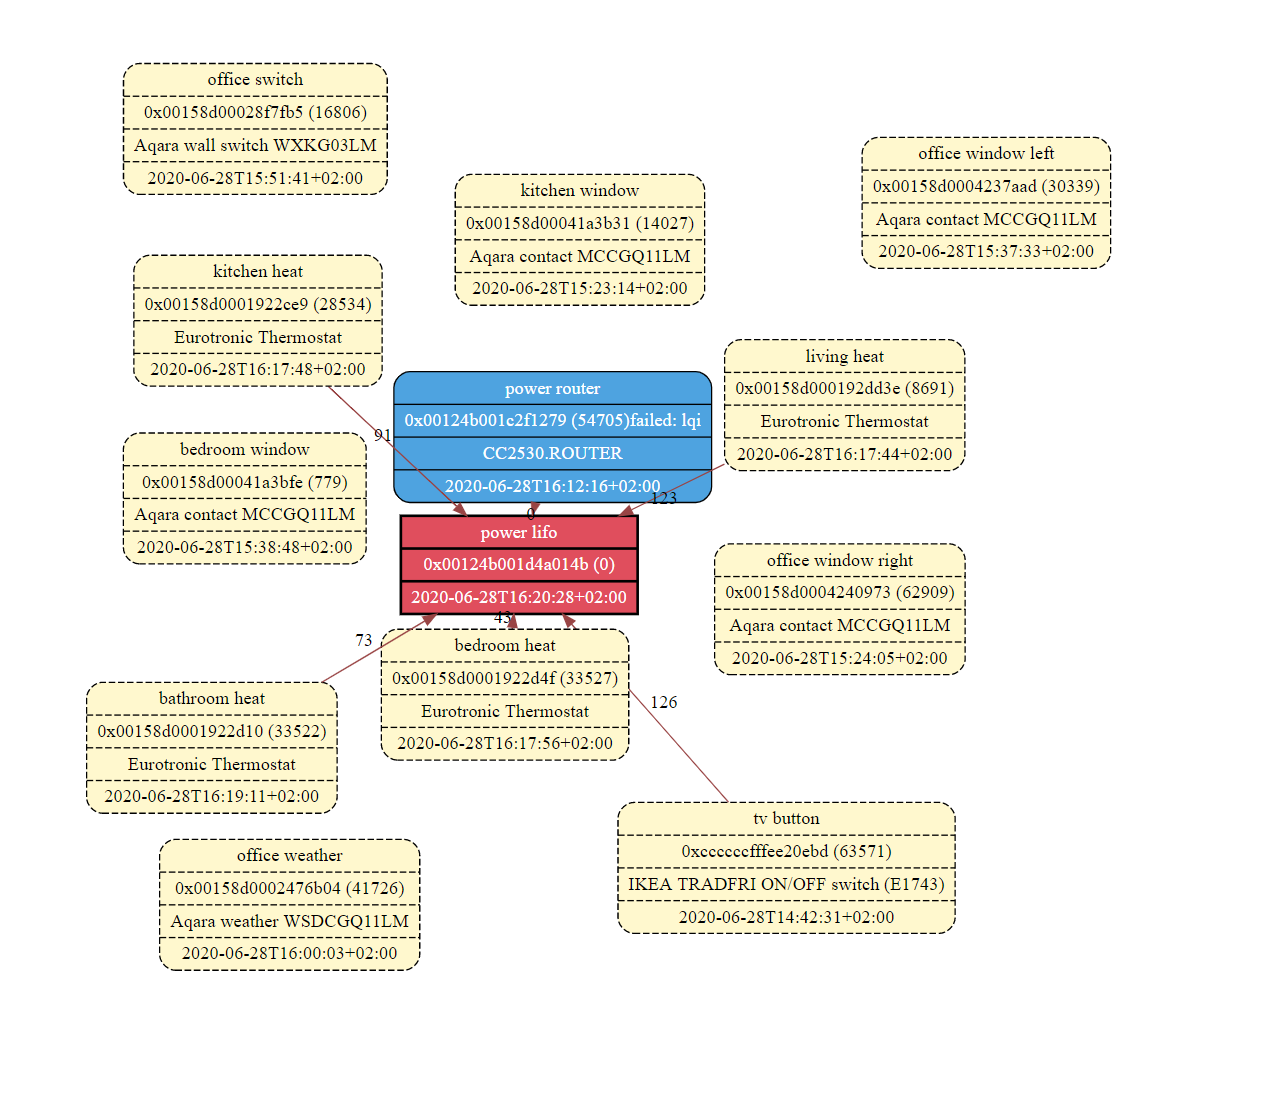 office switch
0x00158d00028f7fb5 (16806)
Aqara wall switch WXKG03LM
2020-06-28T15:51:41+02:00
office window left
0x00158d0004237aad (30339)
Aqara contact MCCGQ11LM
2020-06-28T15:37:33+02:00
kitchen window
0x00158d00041a3b31 (14027)
Aqara contact MCCGQ11LM
2020-06-28T15:23:14+02:00
kitchen heat
0x00158d0001922ce9 (28534)
Eurotronic Thermostat
2020-06-28T16:17:48+02:00
living heat
0x00158d000192dd3e (8691)
Eurotronic Thermostat
2020-06-28T16:17:44+02:00
power router
0x00124b001c2f1279 (54705)failed: lqi
CC2530.ROUTER
2020-06-28T16:12:16+02:00
91
123
0
bedroom window
0x00158d00041a3bfe (779)
Aqara contact MCCGQ11LM
2020-06-28T15:38:48+02:00
power lifo
0x00124b001d4a014b (0)
2020-06-28T16:20:28+02:00
office window right
0x00158d0004240973 (62909)
Aqara contact MCCGQ11LM
2020-06-28T15:24:05+02:00
43
73
bedroom heat
0x00158d0001922d4f (33527)
Eurotronic Thermostat
2020-06-28T16:17:56+02:00
126
bathroom heat
0x00158d0001922d10 (33522)
Eurotronic Thermostat
2020-06-28T16:19:11+02:00
tv button
0xccccccfffee20ebd (63571)
IKEA TRADFRI ON/OFF switch (E1743)
2020-06-28T14:42:31+02:00
office weather
0x00158d0002476b04 (41726)
Aqara weather WSDCGQ11LM
2020-06-28T16:00:03+02:00